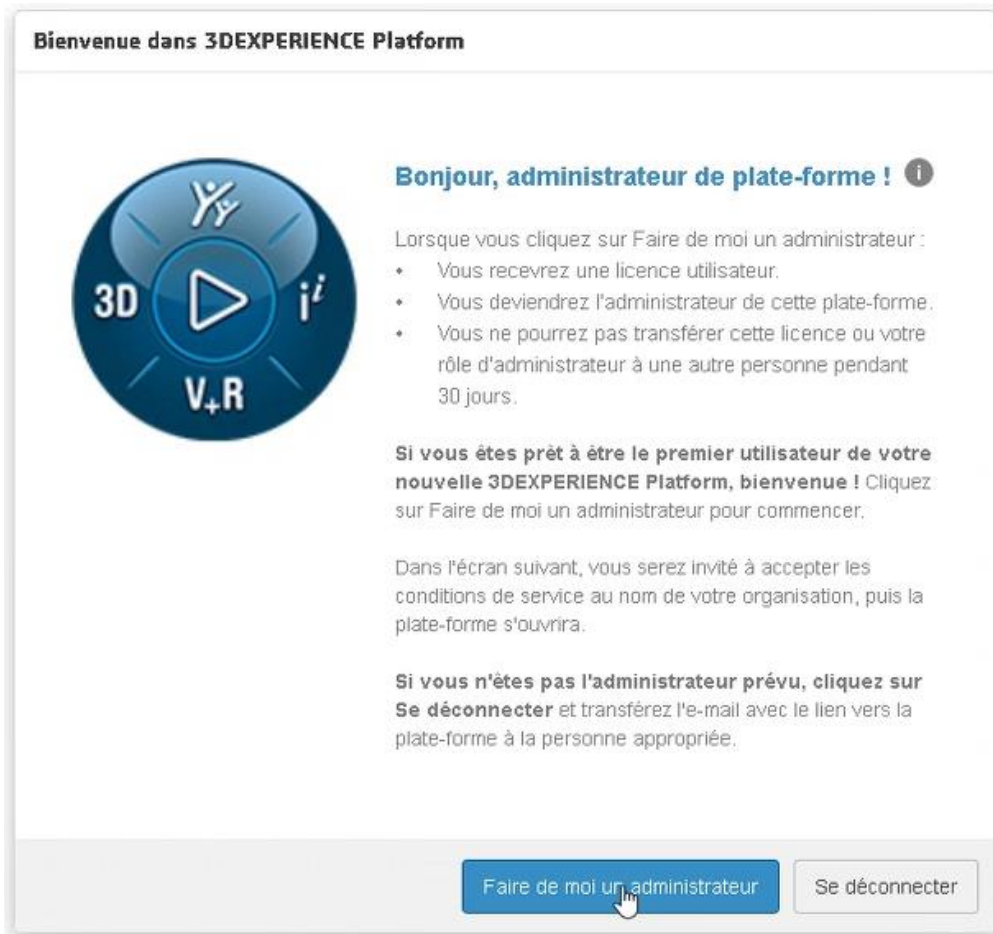 Bienvenue dans 3DEXPERIENCE Platform
Bonjour, administrateur de plate-forme ! i
Lorsque vous cliquez sur Faire de moi un administrateur :
• Vous recevrez une licence utilisateur.
• Vous deviendrez l'administrateur de cette plate-forme.
• Vous ne pourrez pas transférer cette licence ou votre
rôle d'administrateur à une autre personne pendant
30 jours.
3D
i i
V+R
Si vous êtes prêt à être le premier utilisateur de votre
nouvelle 3DEXPERIENCE Platform, bienvenue ! Cliquez
sur Faire de moi un administrateur pour commencer.
Dans l'écran suivant, vous serez invité à accepter les
conditions de service au nom de votre organisation, puis la
plate-forme s'ouvrira.
Si vous n'êtes pas l'administrateur prévu, cliquez sur
Se déconnecter et transférez l'e-mail avec le lien vers la
plate-forme à la personne appropriée.
Faire de moi un administrateur
Se déconnecter